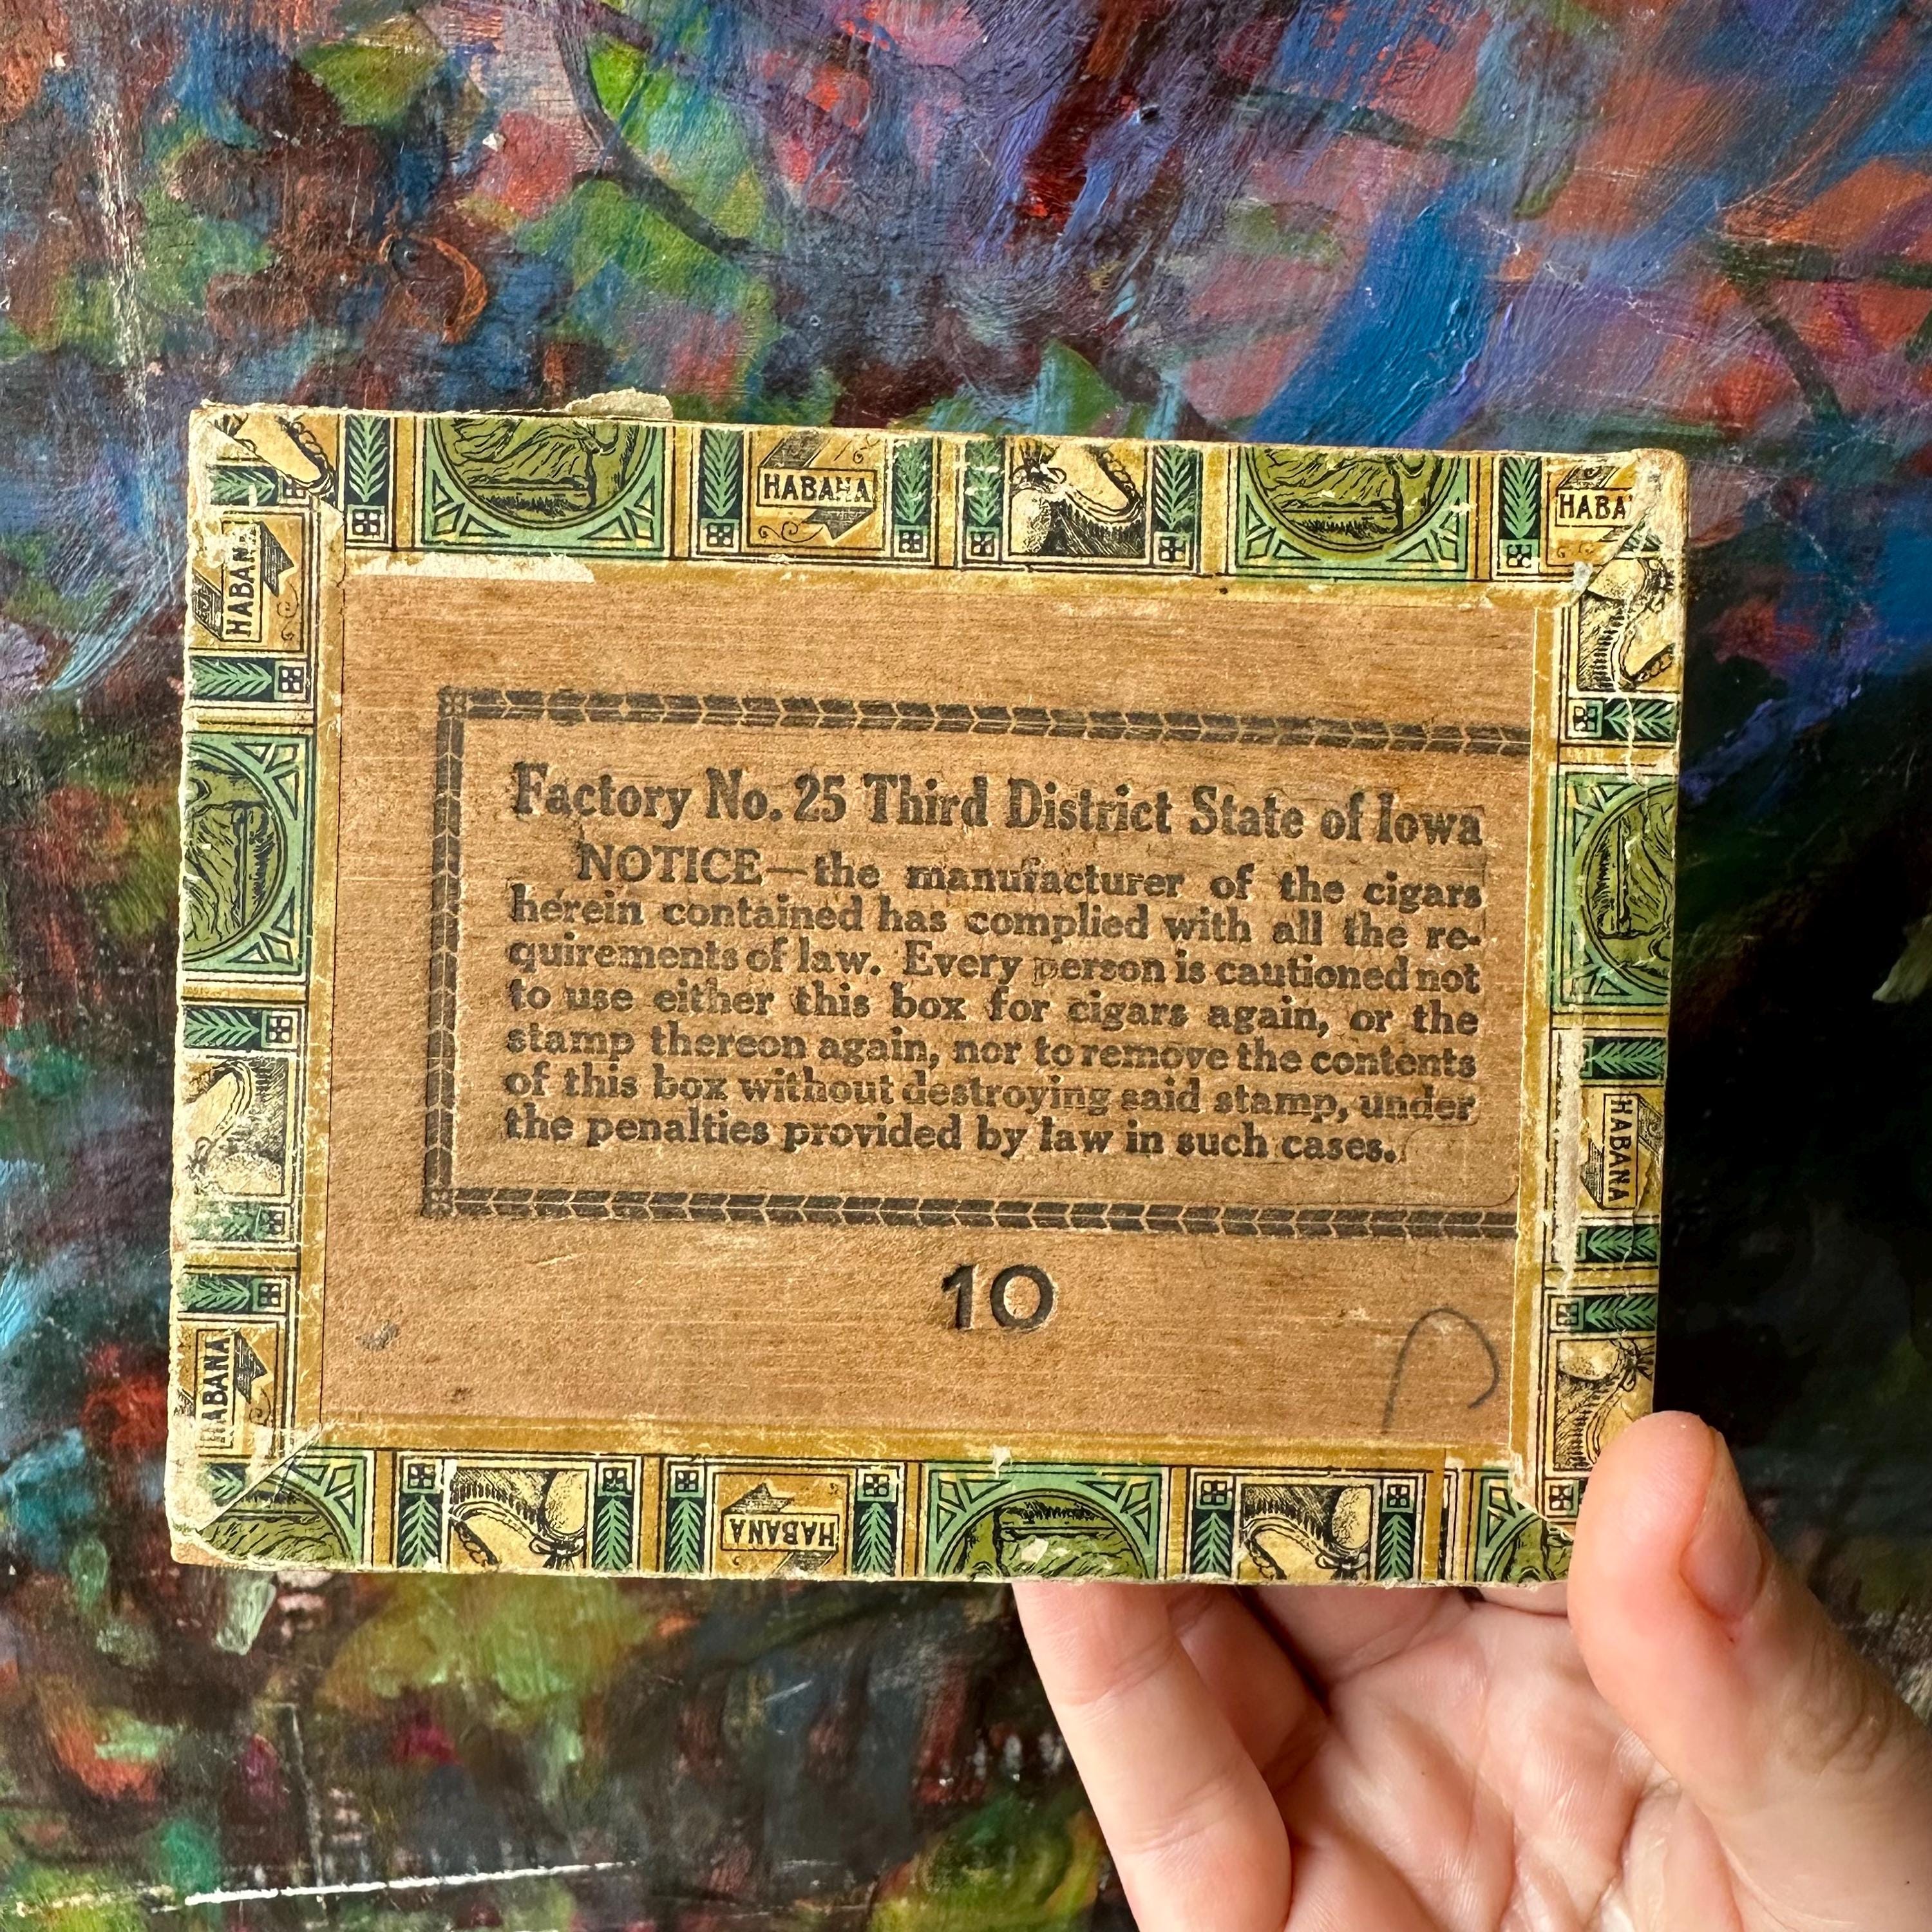 HABANA
HABA
HABANA
Factory No. 25 Third District State of Iowa
NOTICE—the manufacturer of the cigars
herein contained has complied with all the re-
quirements of law. Every person is cautioned not
to use either this box for cigars again, or the
stamp thereon again, nor to remove the contents
of this box without destroying said stamp, under
the penalties provided by law in such cases.
HABANA
10
HABANA
HABANA